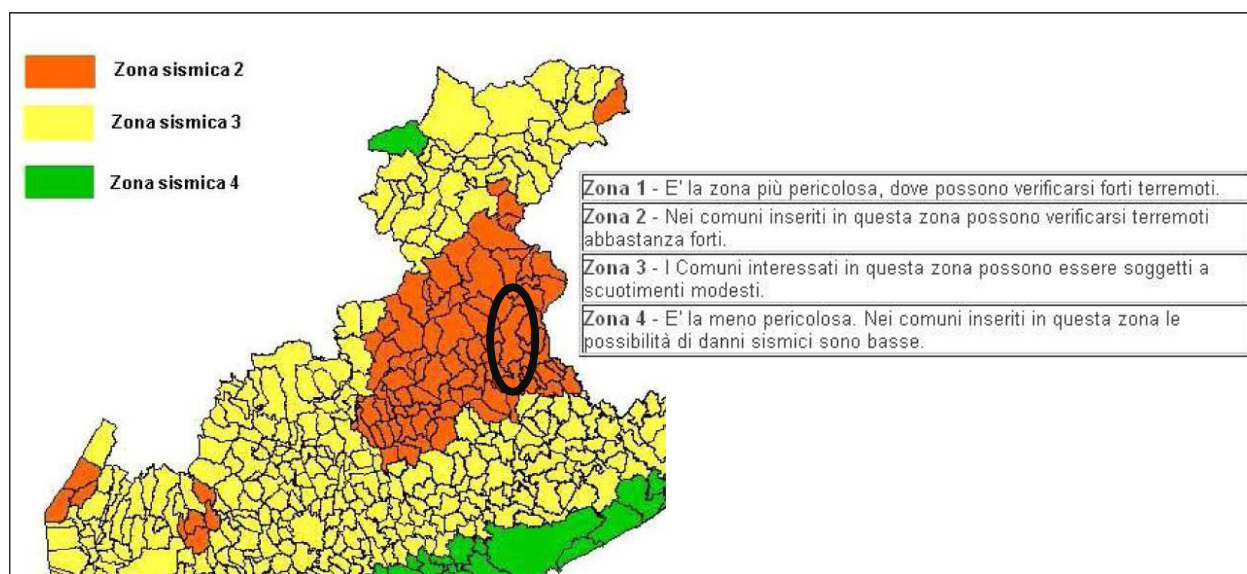 Zona sismica 2
Zona sismica 3
Zona sismica 4
Zona 1 - E' la zona più pericolosa, dove possono verificarsi forti terremoti.
Zona 2 - Nei comuni inseriti in questa zona possono verificarsi terremoti
abbastanza forti.
Zona 3 - I Comuni interessati in questa zona possono essere soggetti a
scuotimenti modesti.
Zona 4 - E' la meno pericolosa. Nei comuni inseriti in questa zona le
possibilità di danni sismici sono basse.